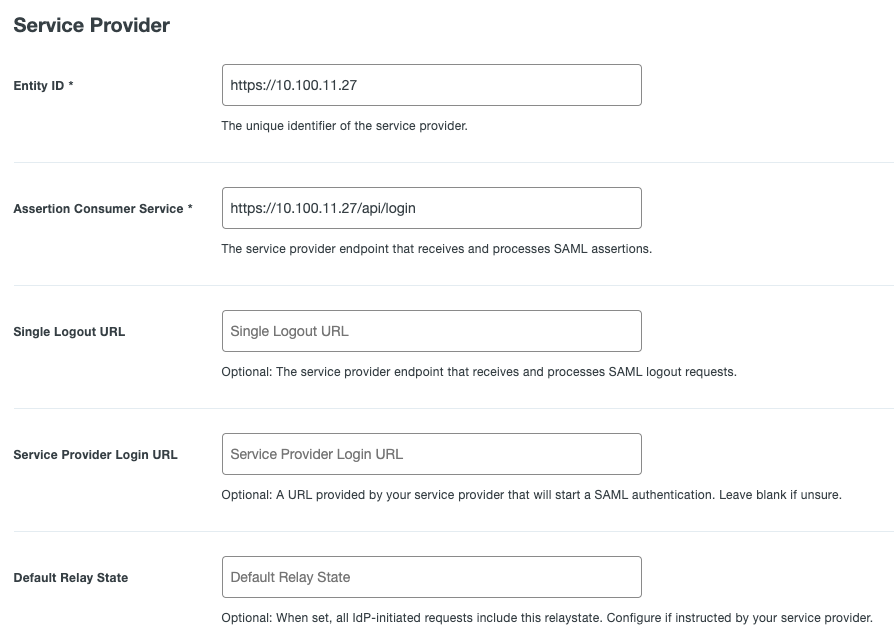 Service Provider
Entity ID *
https://10.100.11.27
The unique identifier of the service provider.
Assertion Consumer Service *
https://10.100.11.27/api/login
The service provider endpoint that receives and processes SAML assertions.
Single Logout URL
Single Logout URL
Optional: The service provider endpoint that receives and processes SAML logout requests.
Service Provider Login URL
Service Provider Login URL
Optional: A URL provided by your service provider that will start a SAML authentication. Leave blank if unsure.
Default Relay State
Default Relay State
Optional: When set, all IdP-initiated requests include this relaystate. Configure if instructed by your service provider.